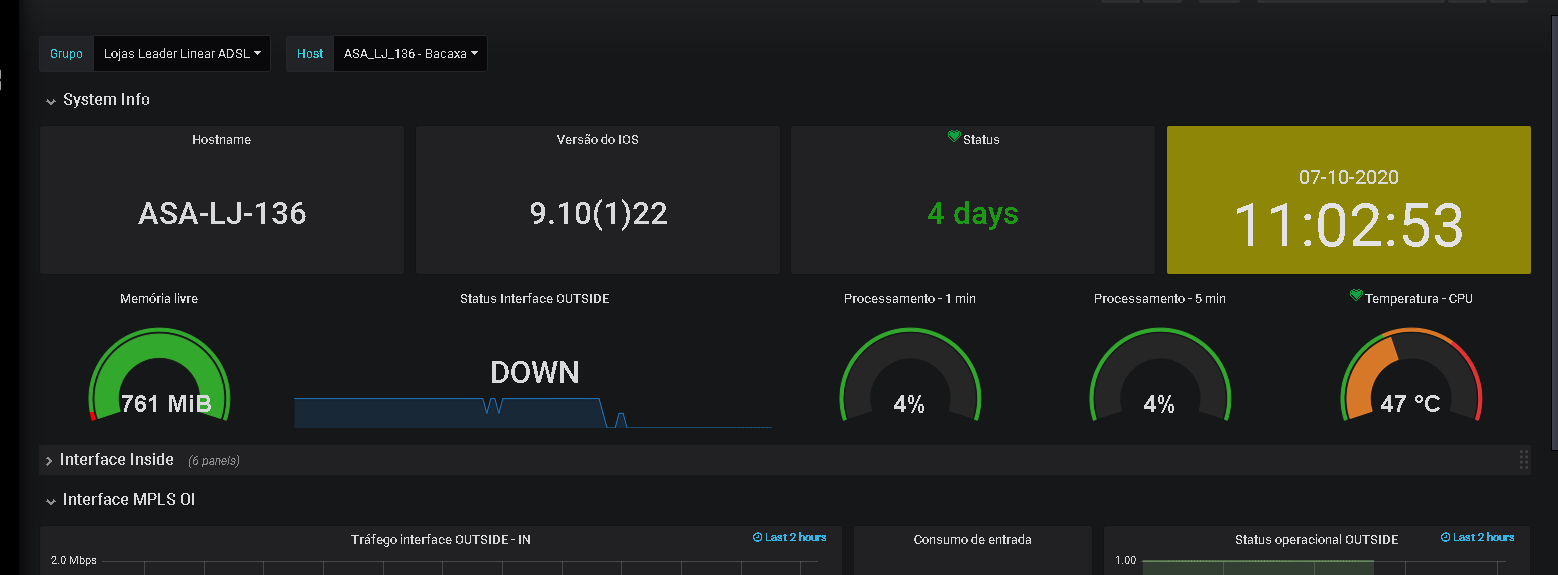 Grupo Lojas Leader Linear ADSL Host ASA_LJ_136 - Bacaxa
System Info
Hostname
ASA-LJ-136
Versão do IOS
9.10(1)22
Status
4 days
07-10-2020
11:02:53
Memória livre
761 MiB
Status Interface OUTSIDE
DOWN
Processamento - 1 min
4%
Processamento - 5 min
4%
Temperatura - CPU
47 °C
Interface Inside (6 panels)
Interface MPLS OI
Tráfego interface OUTSIDE - IN
Last 2 hours
2.0 Mbps
Consumo de entrada
Status operacional OUTSIDE
Last 2 hours
1.00